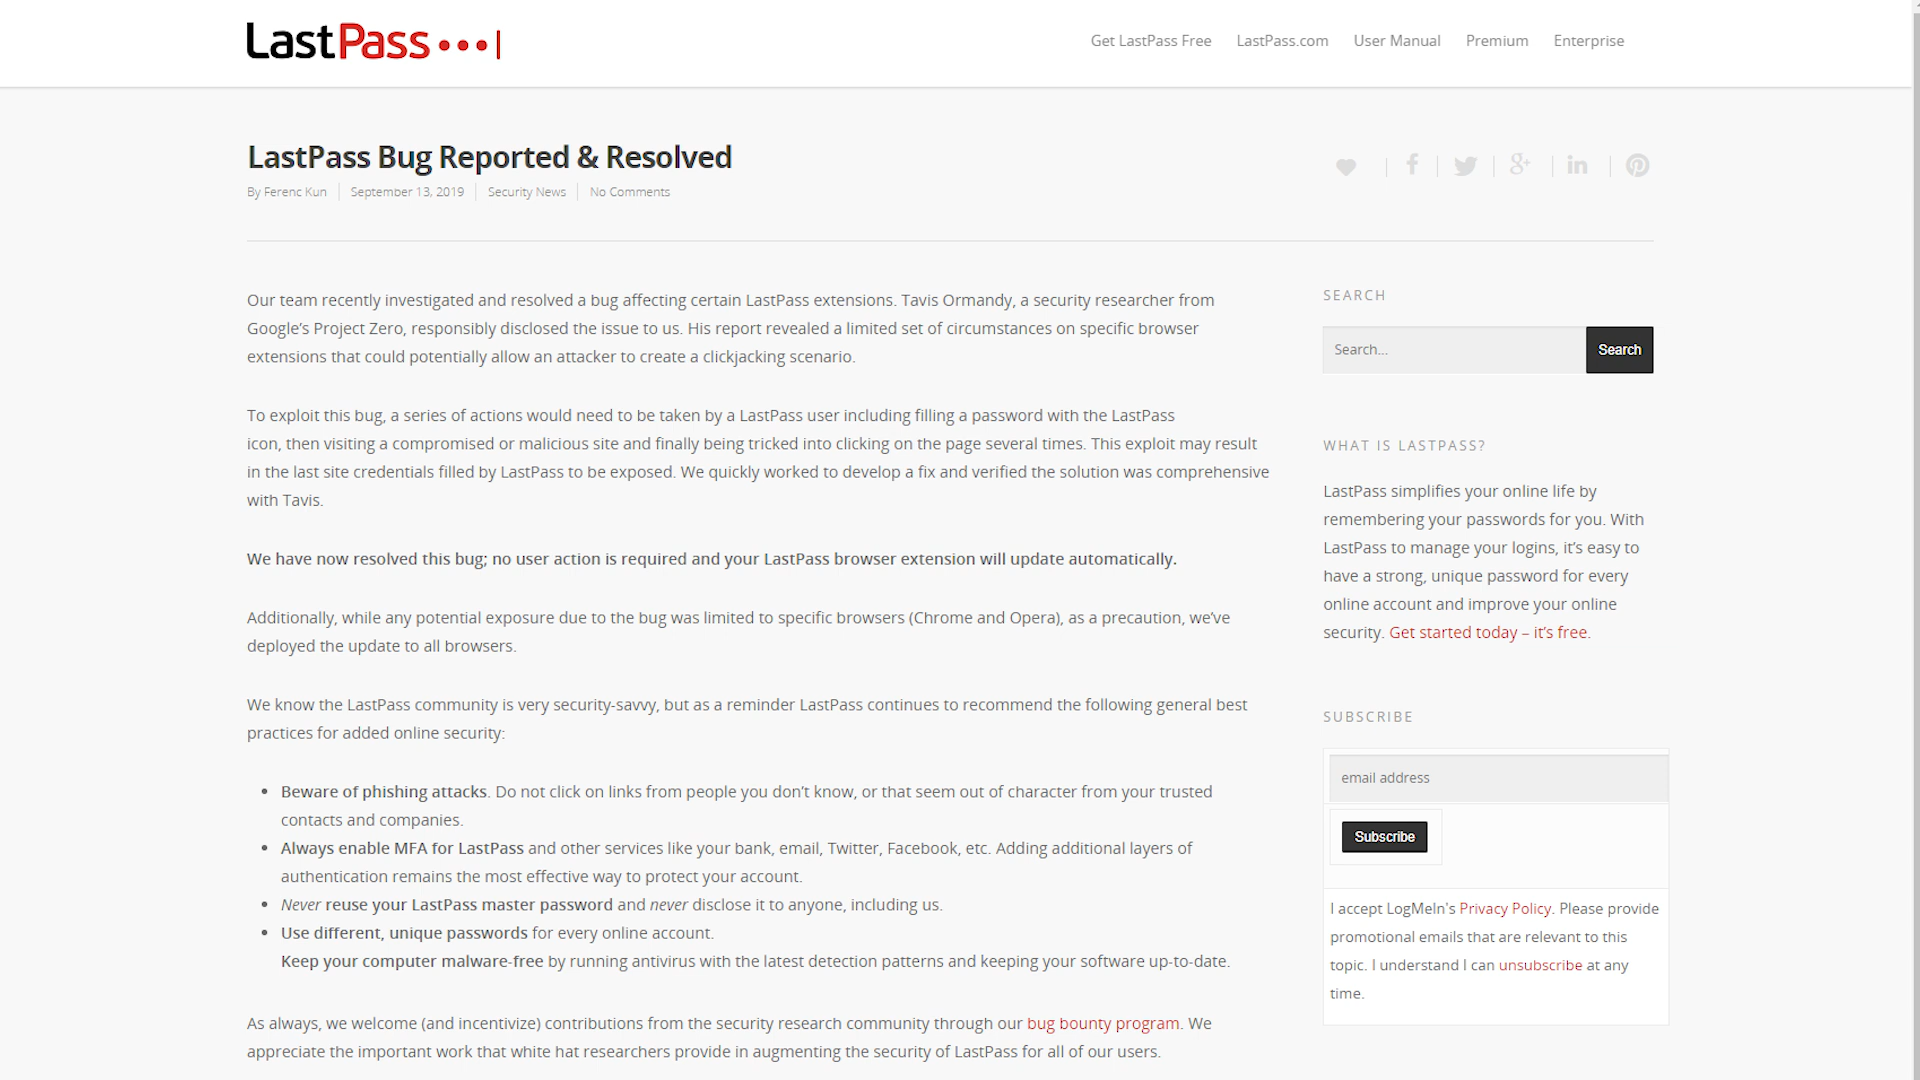 LastPass
Get LastPass Free LastPass.com User Manual Premium Enterprise
LastPass Bug Reported & Resolved
By Ferenc Kun September 13, 2019 Security News No Comments
Our team recently investigated and resolved a bug affecting certain LastPass extensions. Tavis Ormandy, a security researcher from
Google’s Project Zero, responsibly disclosed the issue to us. His report revealed a limited set of circumstances on specific browser
extensions that could potentially allow an attacker to create a clickjacking scenario.
To exploit this bug, a series of actions would need to be taken by a LastPass user including filling a password with the LastPass
icon, then visiting a compromised or malicious site and finally being tricked into clicking on the page several times. This exploit may result
in the last site credentials filled by LastPass to be exposed. We quickly worked to develop a fix and verified the solution was comprehensive
with Tavis.
We have now resolved this bug; no user action is required and your LastPass browser extension will update automatically.
Additionally, while any potential exposure due to the bug was limited to specific browsers (Chrome and Opera), as a precaution, we’ve
deployed the update to all browsers.
We know the LastPass community is very security-savvy, but as a reminder LastPass continues to recommend the following general best
practices for added online security:
• Beware of phishing attacks. Do not click on links from people you don’t know, or that seem out of character from your trusted
contacts and companies.
• Always enable MFA for LastPass and other services like your bank, email, Twitter, Facebook, etc. Adding additional layers of
authentication remains the most effective way to protect your account.
• Never reuse your LastPass master password and never disclose it to anyone, including us.
• Use different, unique passwords for every online account.
Keep your computer malware-free by running antivirus with the latest detection patterns and keeping your software up-to-date.
As always, we welcome (and incentivize) contributions from the security research community through our bug bounty program. We
appreciate the important work that white hat researchers provide in augmenting the security of LastPass for all of our users.
SEARCH
Search... Search
WHAT IS LASTPASS?
LastPass simplifies your online life by
remembering your passwords for you. With
LastPass to manage your logins, it’s easy to
have a strong, unique password for every
online account and improve your online
security. Get started today – it’s free.
SUBSCRIBE
email address
Subscribe
I accept LogMeIn's Privacy Policy. Please provide
promotional emails that are relevant to this
topic. I understand I can unsubscribe at any
time.